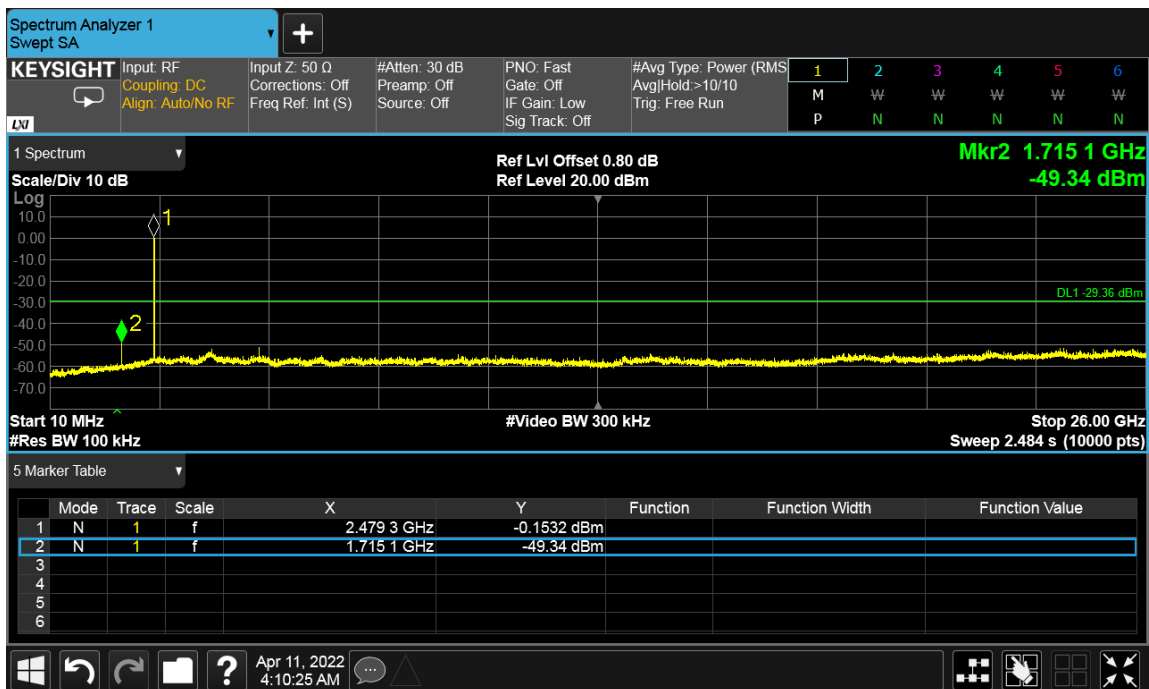 Spectrum Analyzer 1
Swept SA
KEYSIGHT
LXI
Input: RF
Coupling: DC
Align: Auto/No RF
Input Z: 50 Ω
Corrections: Off
Freq Ref: Int (S)
#Atten: 30 dB
Preamp: Off
Source: Off
PNO: Fast
Gate: Off
IF Gain: Low
Sig Track: Off
#Avg Type: Power (RMS
Avg|Hold:>10/10
Trig: Free Run
1 2 3 4 5 6
M W W W W W
P N N N N N
1 Spectrum
Ref Lvl Offset 0.80 dB
Mkr2 1.715 1 GHz
Scale/Div 10 dB
Ref Level 20.00 dBm
-49.34 dBm
Log
10.0
1
0.00
-10.0
-20.0
DL1 -29.36 dBm
-30.0
-40.0
2
-50.0
-60.0
-70.0
Start 10 MHz
#Video BW 300 kHz
Stop 26.00 GHz
#Res BW 100 kHz
Sweep 2.484 s (10000 pts)
5 Marker Table
Mode Trace Scale X Y Function Function Width Function Value
1 N 1 f 2.479 3 GHz -0.1532 dBm
2 N 1 f 1.715 1 GHz -49.34 dBm
3
4
5
6
?
Apr 11, 2022
4:10:25 AM